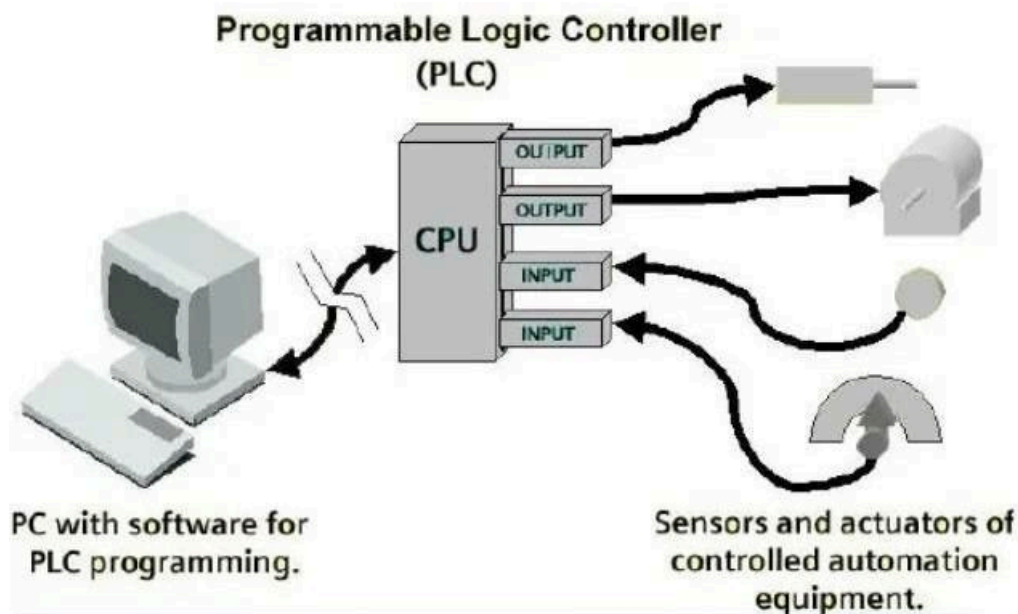 Programmable Logic Controller
(PLC)
OUTPUT
OUTPUT
CPU
INPUT
INPUT
PC with software for
PLC programming.
Sensors and actuators of
controlled automation
equipment.